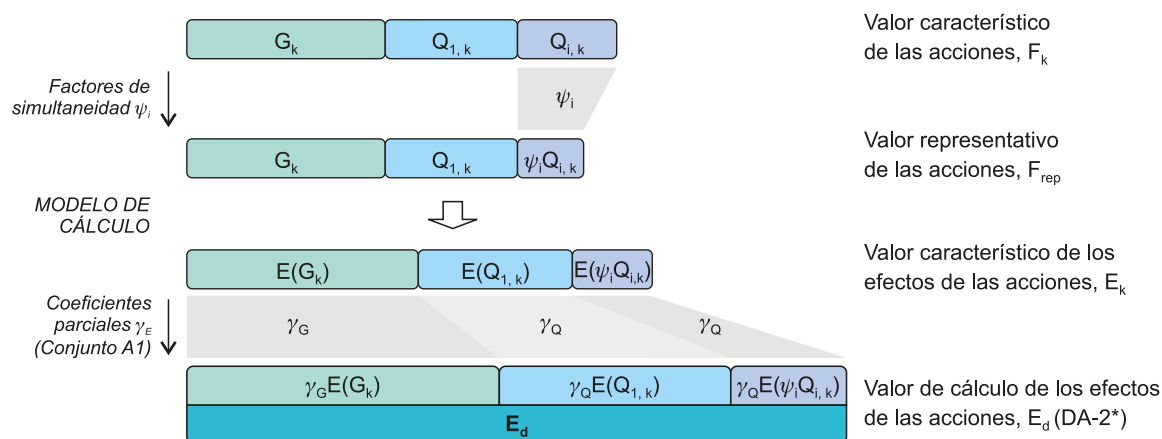 G_k Q_1, k Q_i, k
Valor característico
de las acciones, F_k
Factores de
simultaneidad ψ_i
ψ_i
G_k Q_1, k ψ_iQ_i, k
Valor representativo
de las acciones, F_rep
MODELO DE
CÁLCULO
E(G_k) E(Q_1, k) E(ψ_iQ_i,k)
Valor característico de los
efectos de las acciones, E_k
Coeficientes
parciales γ_E
(Conjunto A1)
γ_G γ_Q γ_Q
γ_GE(G_k) γ_QE(Q_1, k) γ_QE(ψ_iQ_i, k)
E_d
Valor de cálculo de los efectos
de las acciones, E_d (DA-2*)